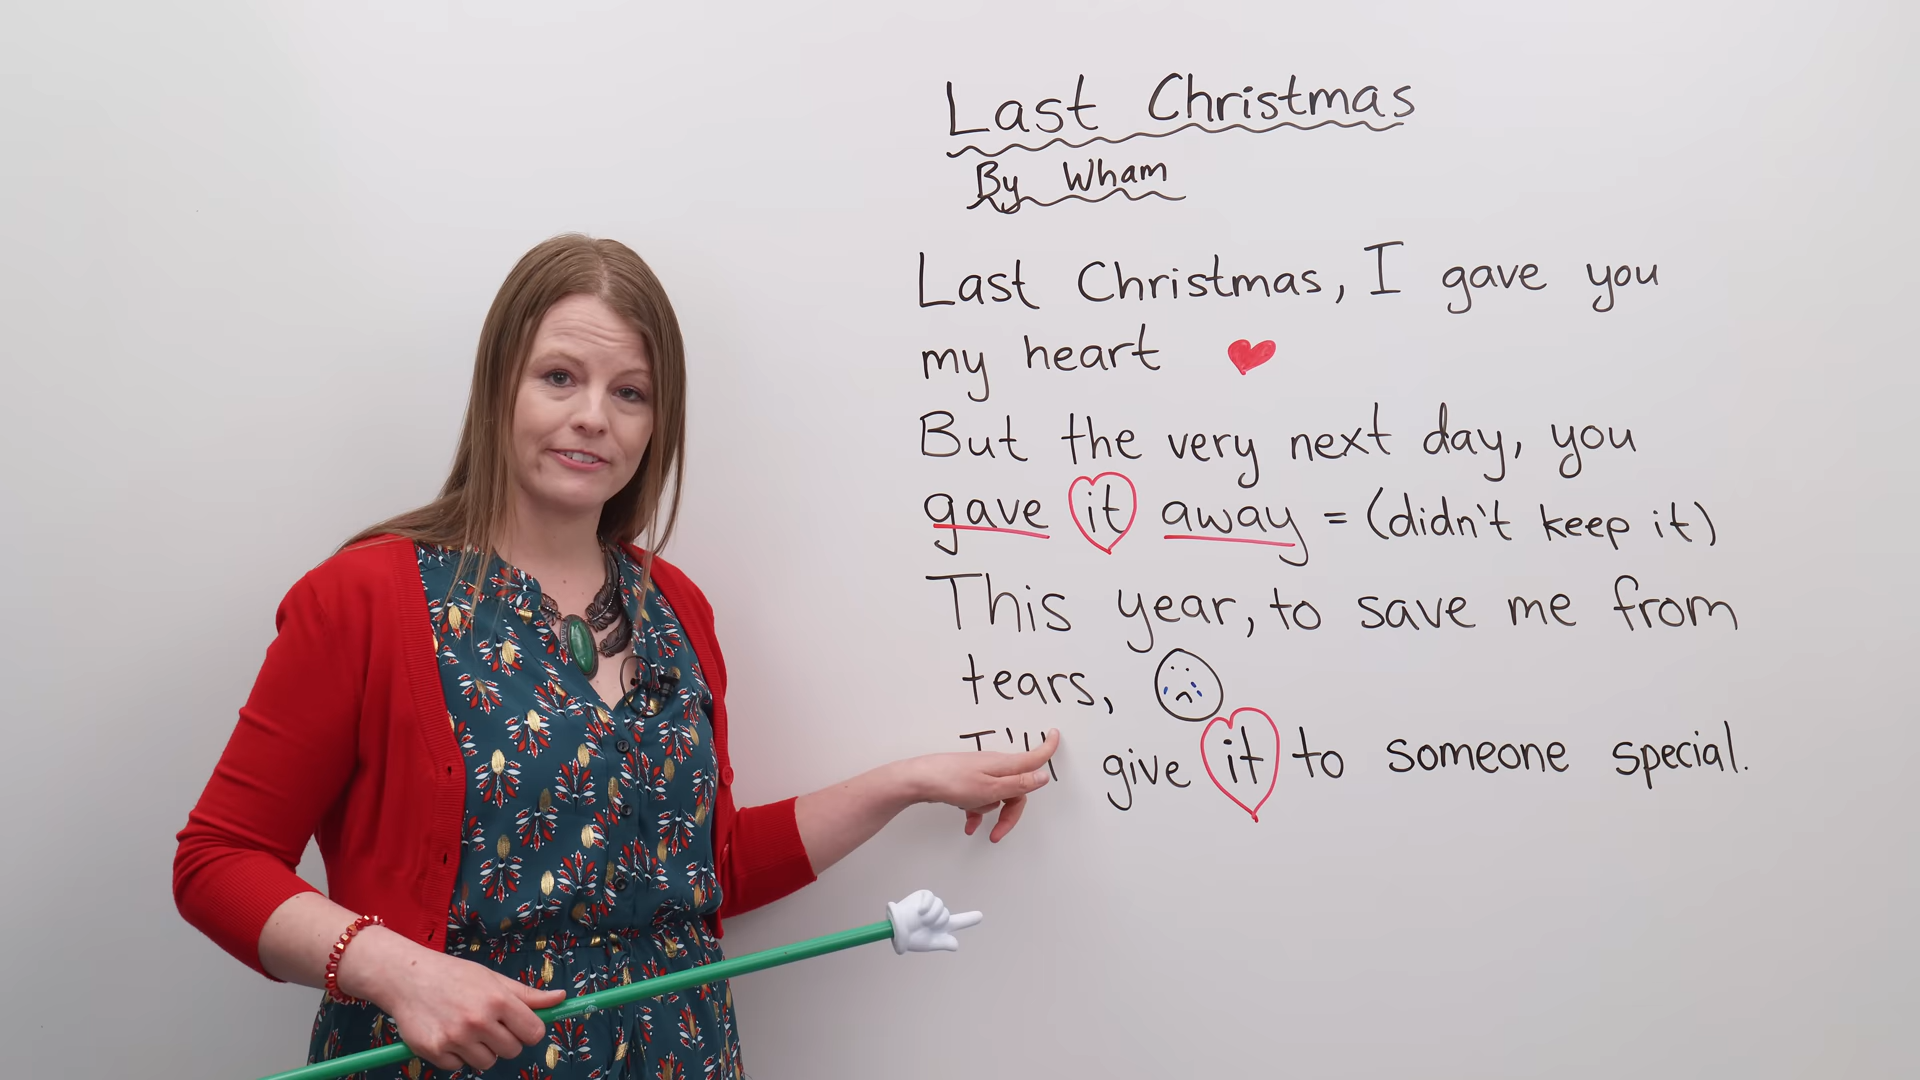 Last Christmas
By Wham
Last Christmas, I gave you
my heart
But the very next day, you
gave it away = (didn't keep it)
This year, to save me from
tears,
I'll give it to someone special.